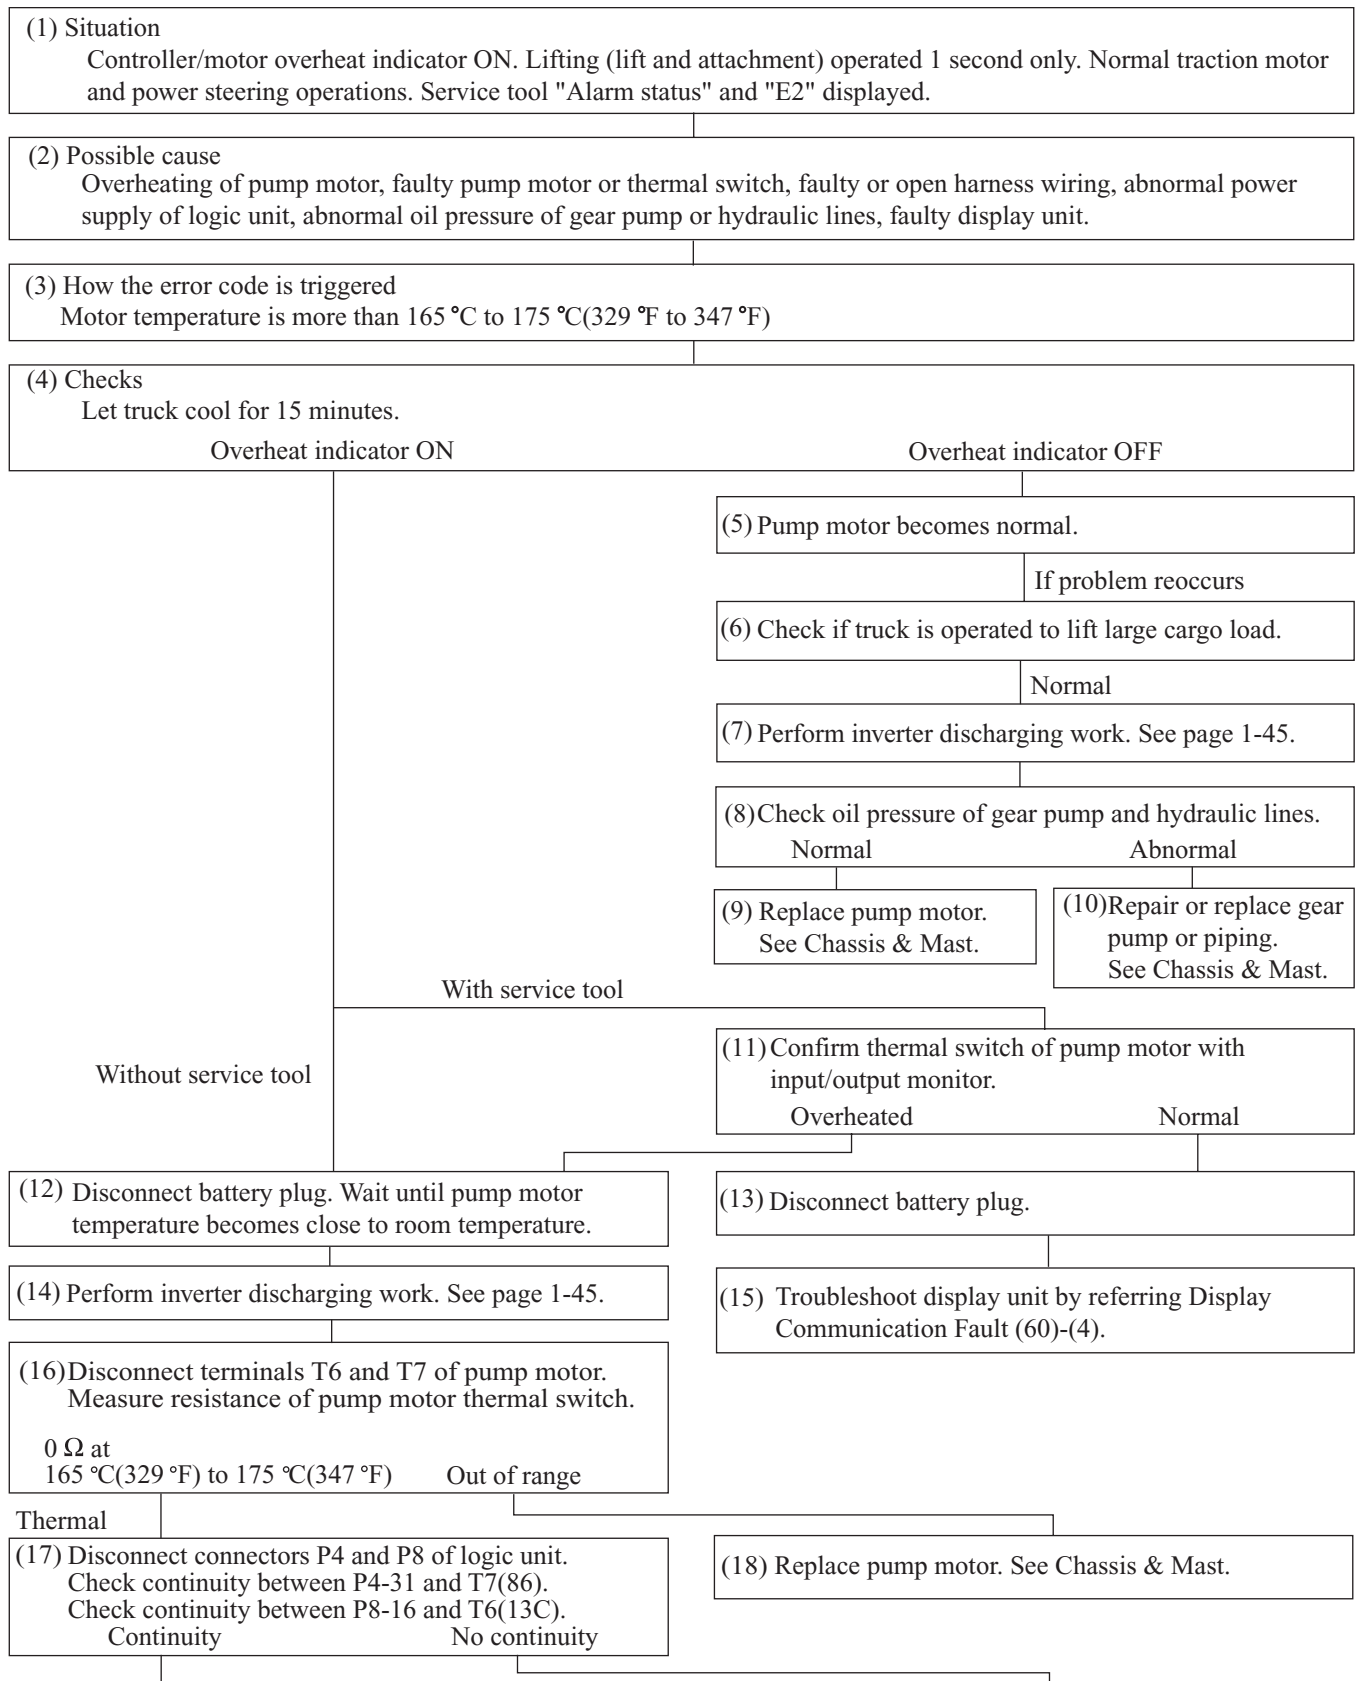 (1) Situation
Controller/motor overheat indicator ON. Lifting (lift and attachment) operated 1 second only. Normal traction motor
and power steering operations. Service tool "Alarm status" and "E2" displayed.
(2) Possible cause
Overheating of pump motor, faulty pump motor or thermal switch, faulty or open harness wiring, abnormal power
supply of logic unit, abnormal oil pressure of gear pump or hydraulic lines, faulty display unit.
(3) How the error code is triggered
Motor temperature is more than 165 °C to 175 °C(329 °F to 347 °F)
(4) Checks
Let truck cool for 15 minutes.
Overheat indicator ON
Overheat indicator OFF
(5) Pump motor becomes normal.
If problem reoccurs
(6) Check if truck is operated to lift large cargo load.
Normal
(7) Perform inverter discharging work. See page 1-45.
(8) Check oil pressure of gear pump and hydraulic lines.
Normal
Abnormal
(9) Replace pump motor.
See Chassis & Mast.
(10) Repair or replace gear
pump or piping.
See Chassis & Mast.
With service tool
Without service tool
(11) Confirm thermal switch of pump motor with
input/output monitor.
Overheated
Normal
(12) Disconnect battery plug. Wait until pump motor
temperature becomes close to room temperature.
(13) Disconnect battery plug.
(14) Perform inverter discharging work. See page 1-45.
(15) Troubleshoot display unit by referring Display
Communication Fault (60)-(4).
(16) Disconnect terminals T6 and T7 of pump motor.
Measure resistance of pump motor thermal switch.
0 Ω at
165 °C(329 °F) to 175 °C(347 °F)
Out of range
Thermal
(17) Disconnect connectors P4 and P8 of logic unit.
Check continuity between P4-31 and T7(86).
Check continuity between P8-16 and T6(13C).
Continuity
No continuity
(18) Replace pump motor. See Chassis & Mast.